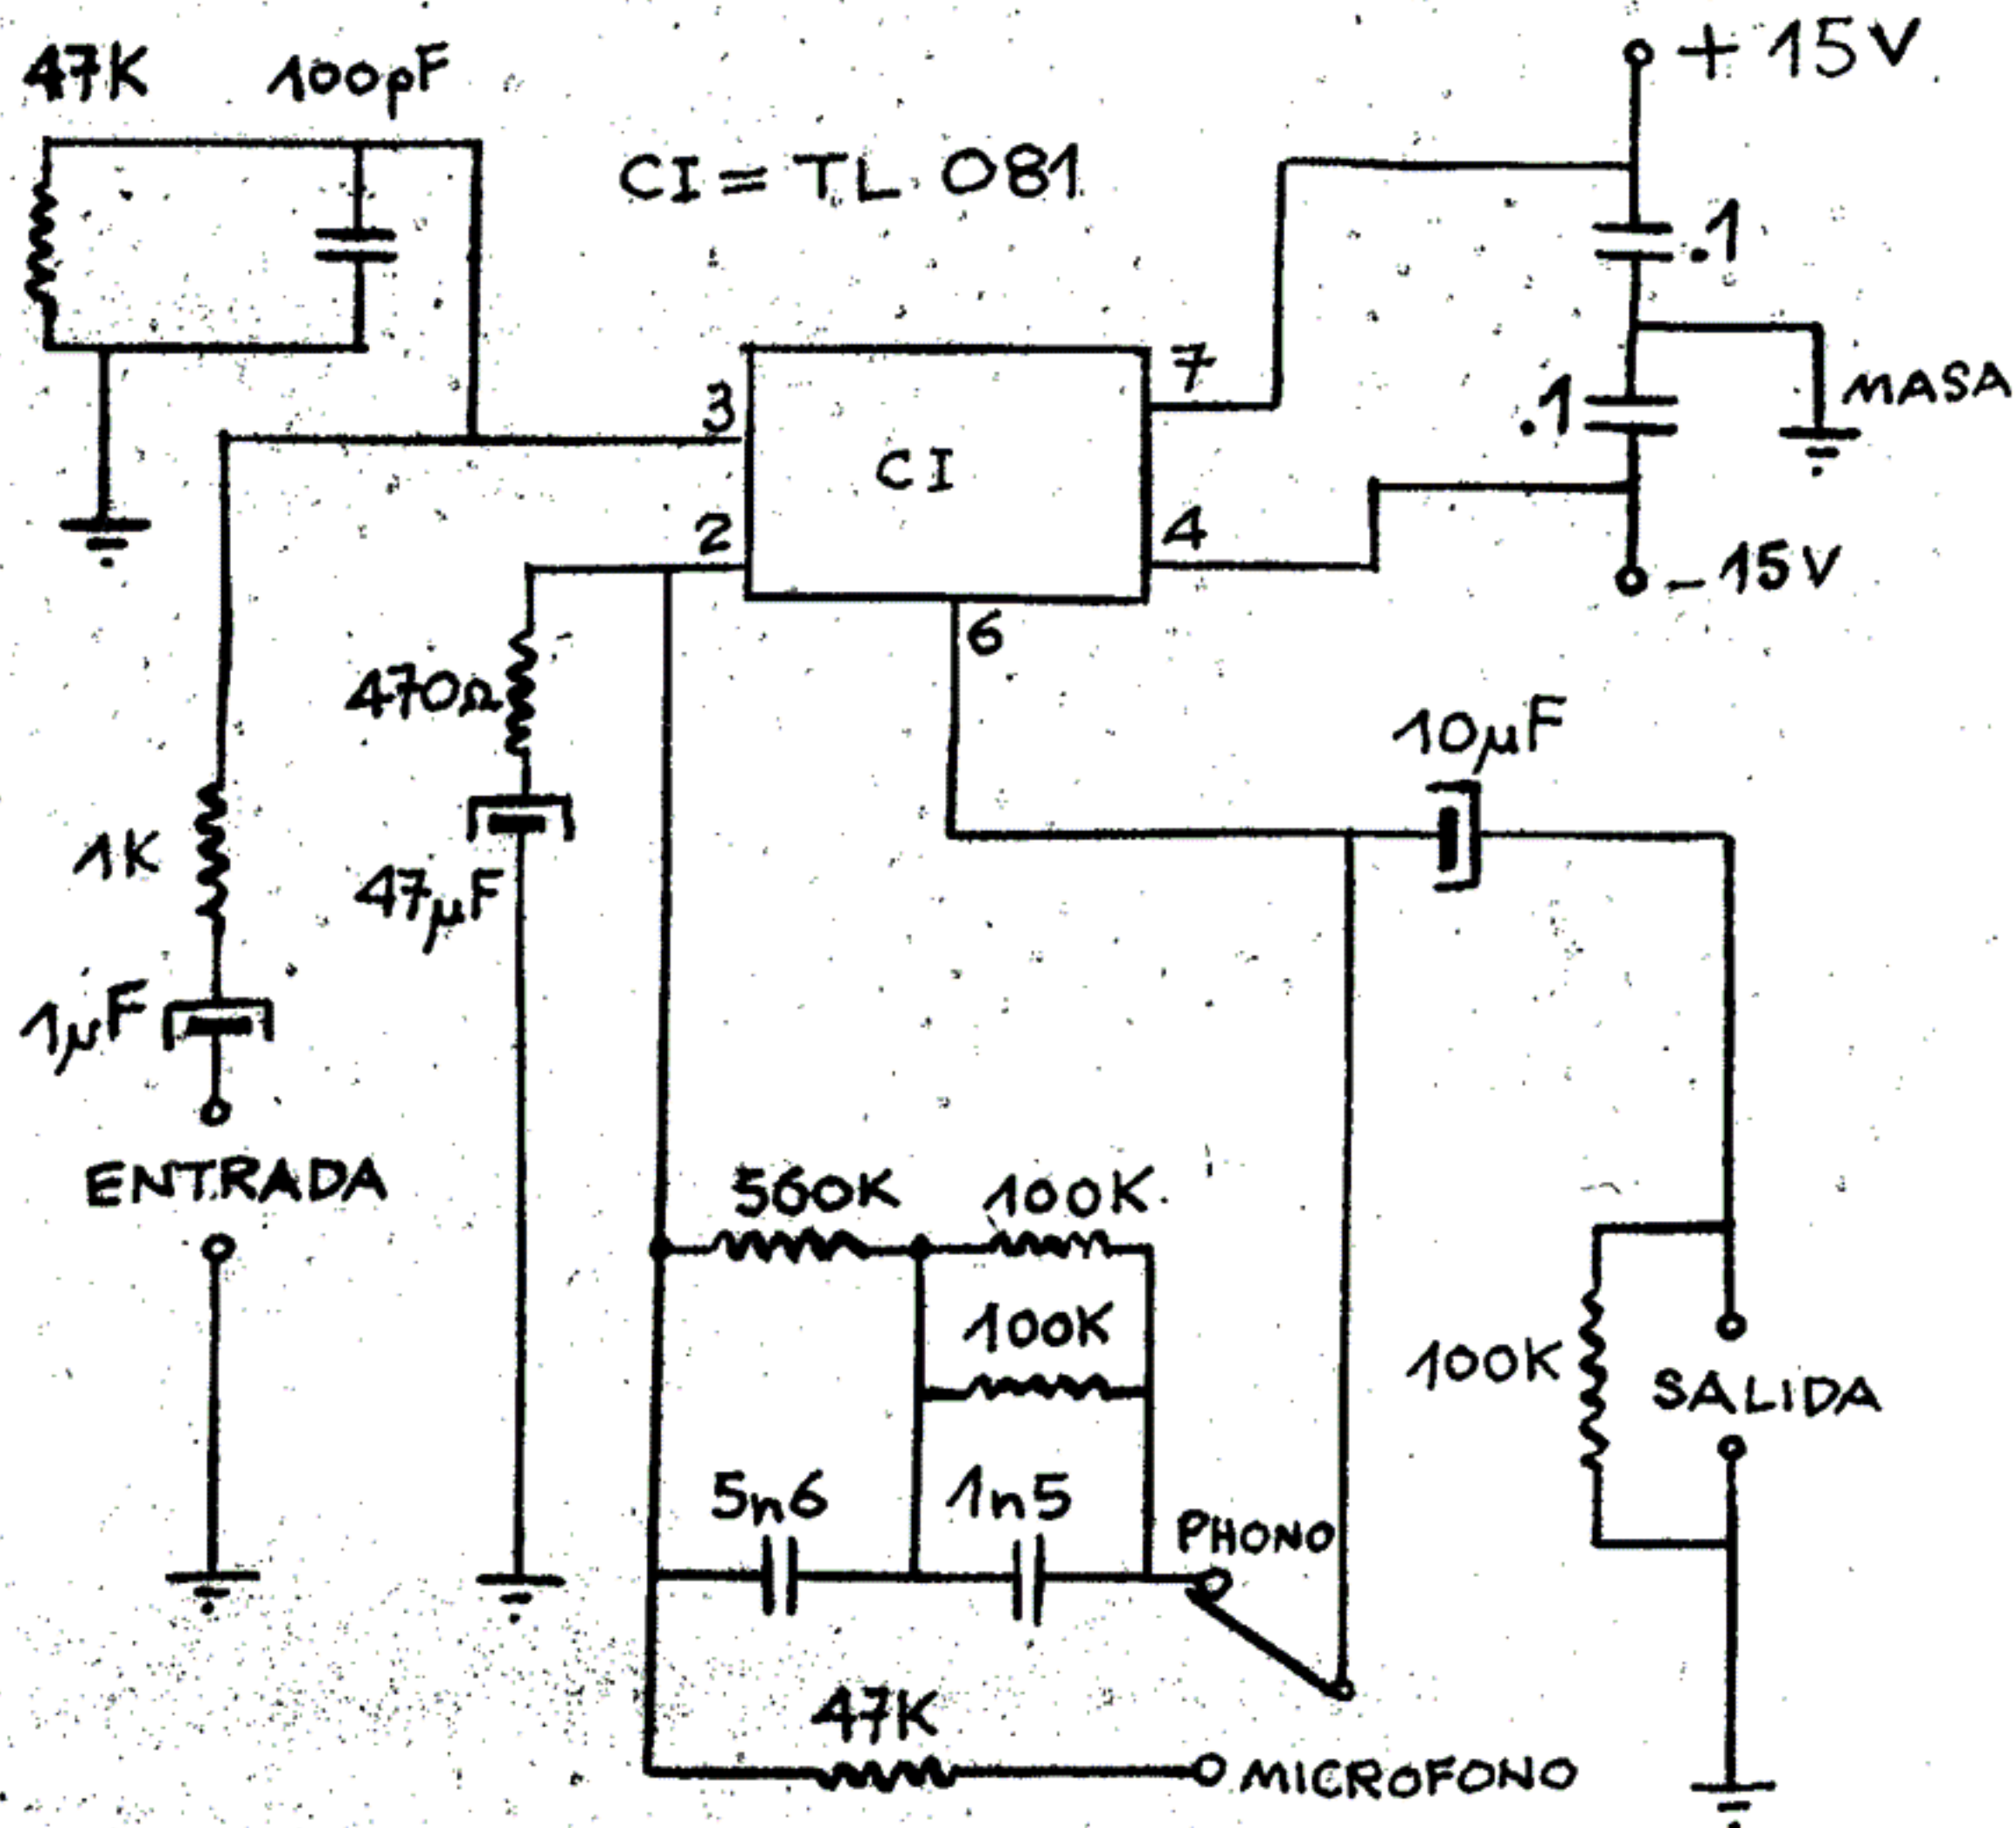 47K
100pF
CI = TL 081
+ 15V
.1
.1
MASA
- 15V
3
2
7
4
6
CI
470Ω
47µF
1K
1µF
ENTRADA
10µF
560K
100K
100K
5n6
1n5
PHONO
47K
MICROFONO
100K
SALIDA